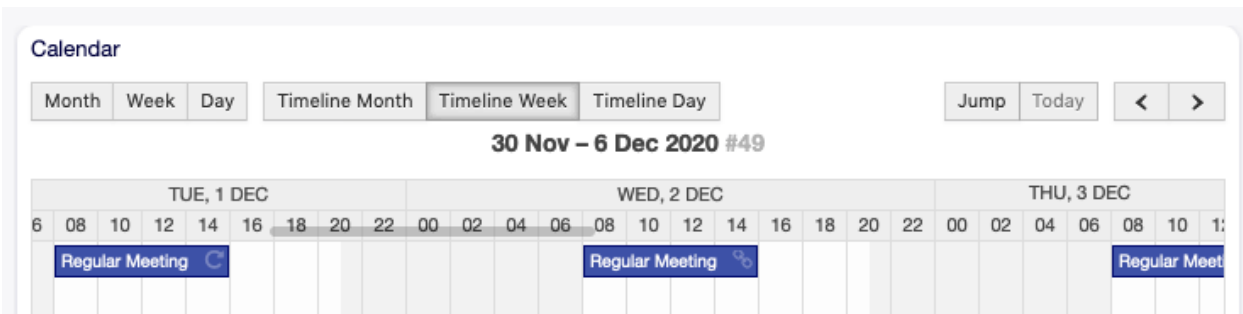 Calendar
Month Week Day Timeline Month Timeline Week Timeline Day Jump Today
30 Nov – 6 Dec 2020 #49
TUE, 1 DEC WED, 2 DEC THU, 3 DEC
08 10 12 14 16 18 20 22 00 02 04 06 08 10 12 14 16 18 20 22 00 02 04 06 08 10
Regular Meeting Regular Meeting Regular